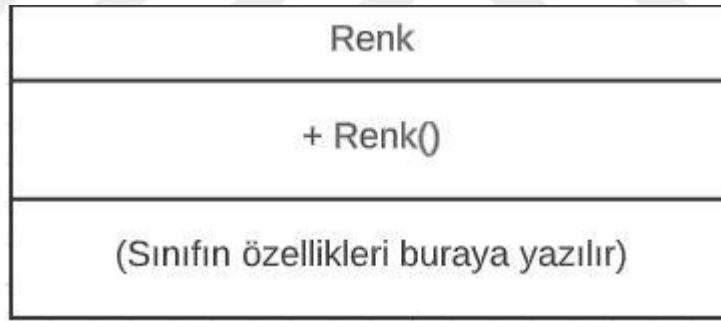 Renk
+ Renk()
(Sınıfın özellikleri buraya yazılır)